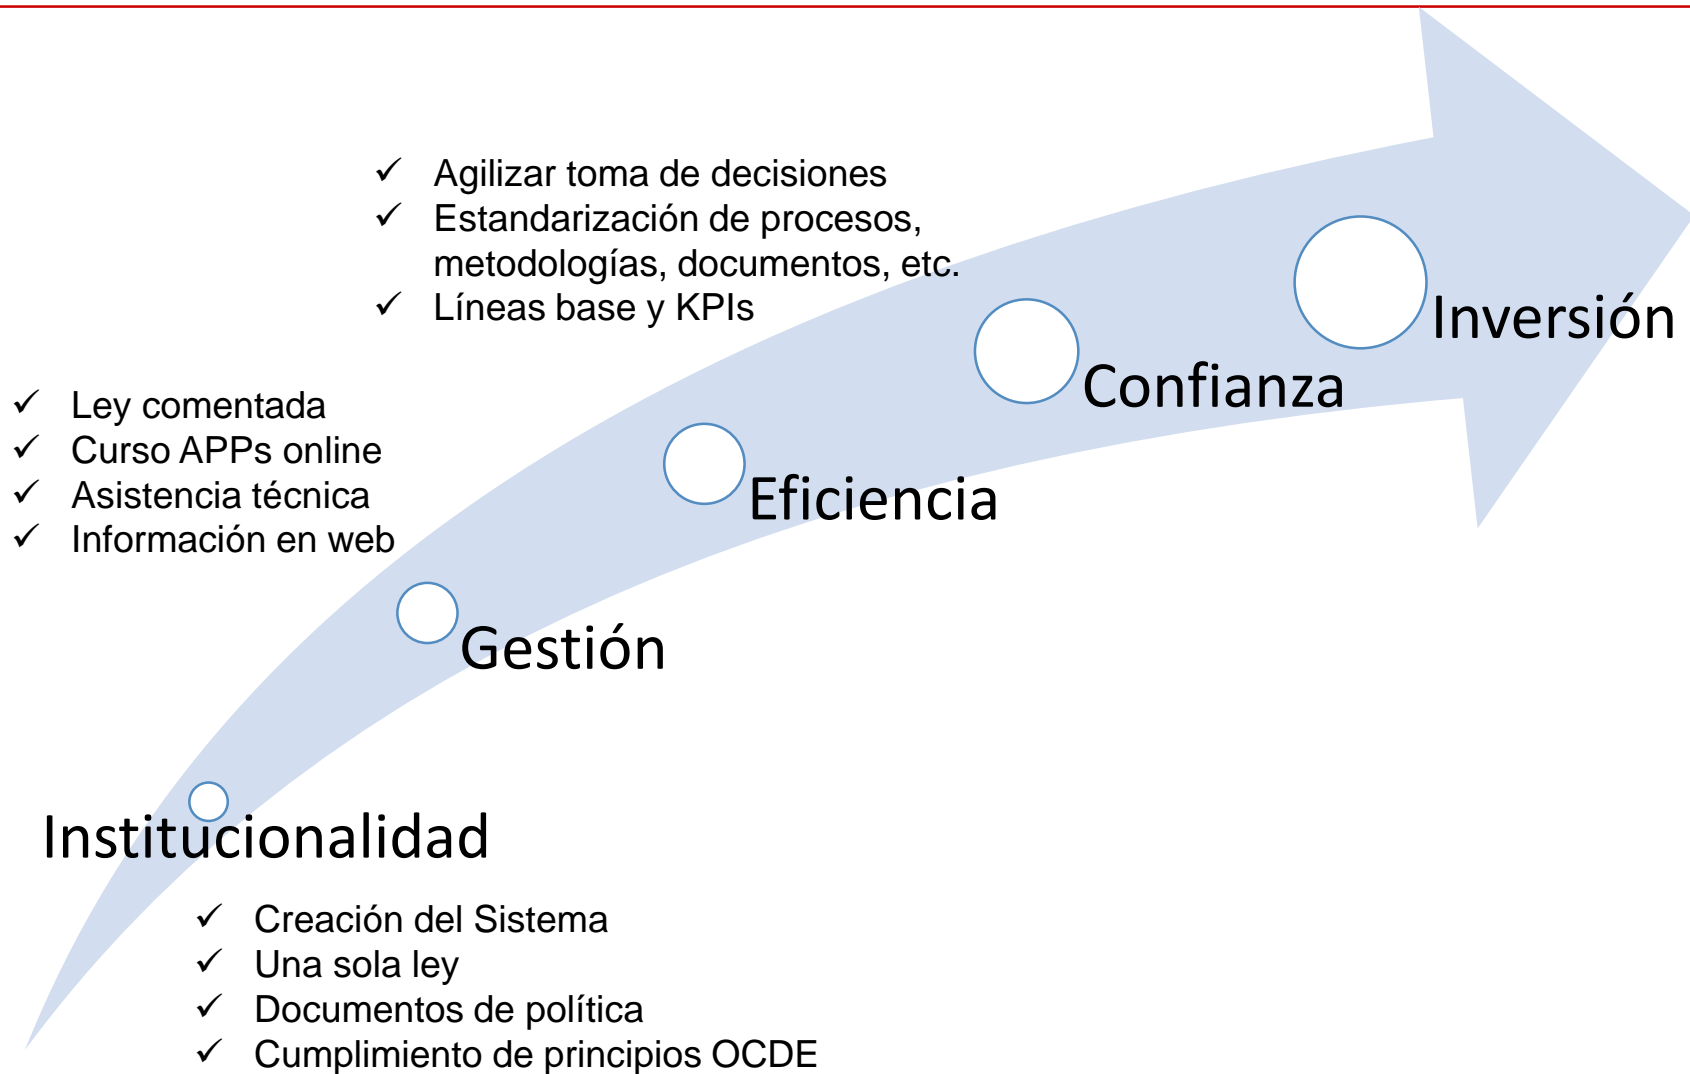 ✓ Agilizar toma de decisiones
✓ Estandarización de procesos,
metodologías, documentos, etc.
✓ Líneas base y KPIs
Inversión
Confianza
✓ Ley comentada
✓ Curso APPs online
✓ Asistencia técnica
✓ Información en web
Eficiencia
Gestión
Institucionalidad
✓ Creación del Sistema
✓ Una sola ley
✓ Documentos de política
✓ Cumplimiento de principios OCDE